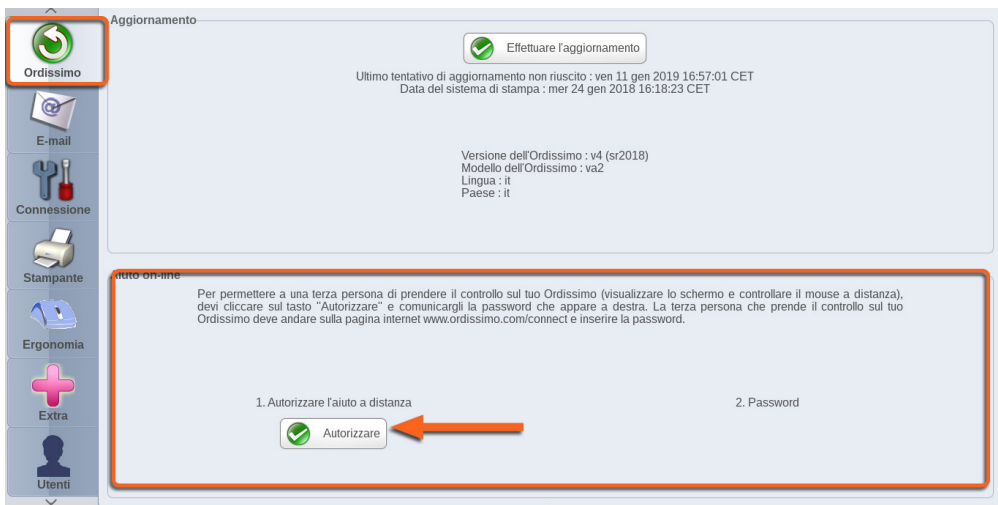 Ordissimo
E-mail
Connessione
Stampante
Ergonomia
Extra
Utenti
Aggiornamento
Effettuare l'aggiornamento
Ultimo tentativo di aggiornamento non riuscito : ven 11 gen 2019 16:57:01 CET
Data del sistema di stampa : mer 24 gen 2018 16:18:23 CET
Versione dell'Ordissimo : v4 (sr2018)
Modello dell'Ordissimo : va2
Lingua : it
Paese : it
Aiuto on-line
Per permettere a una terza persona di prendere il controllo sul tuo Ordissimo (visualizzare lo schermo e controllare il mouse a distanza),
devi cliccare sul tasto "Autorizzare" e comunicargli la password che appare a destra. La terza persona che prende il controllo sul tuo
Ordissimo deve andare sulla pagina internet www.ordissimo.com/connect e inserire la password.
1. Autorizzare l'aiuto a distanza
2. Password
Autorizzare